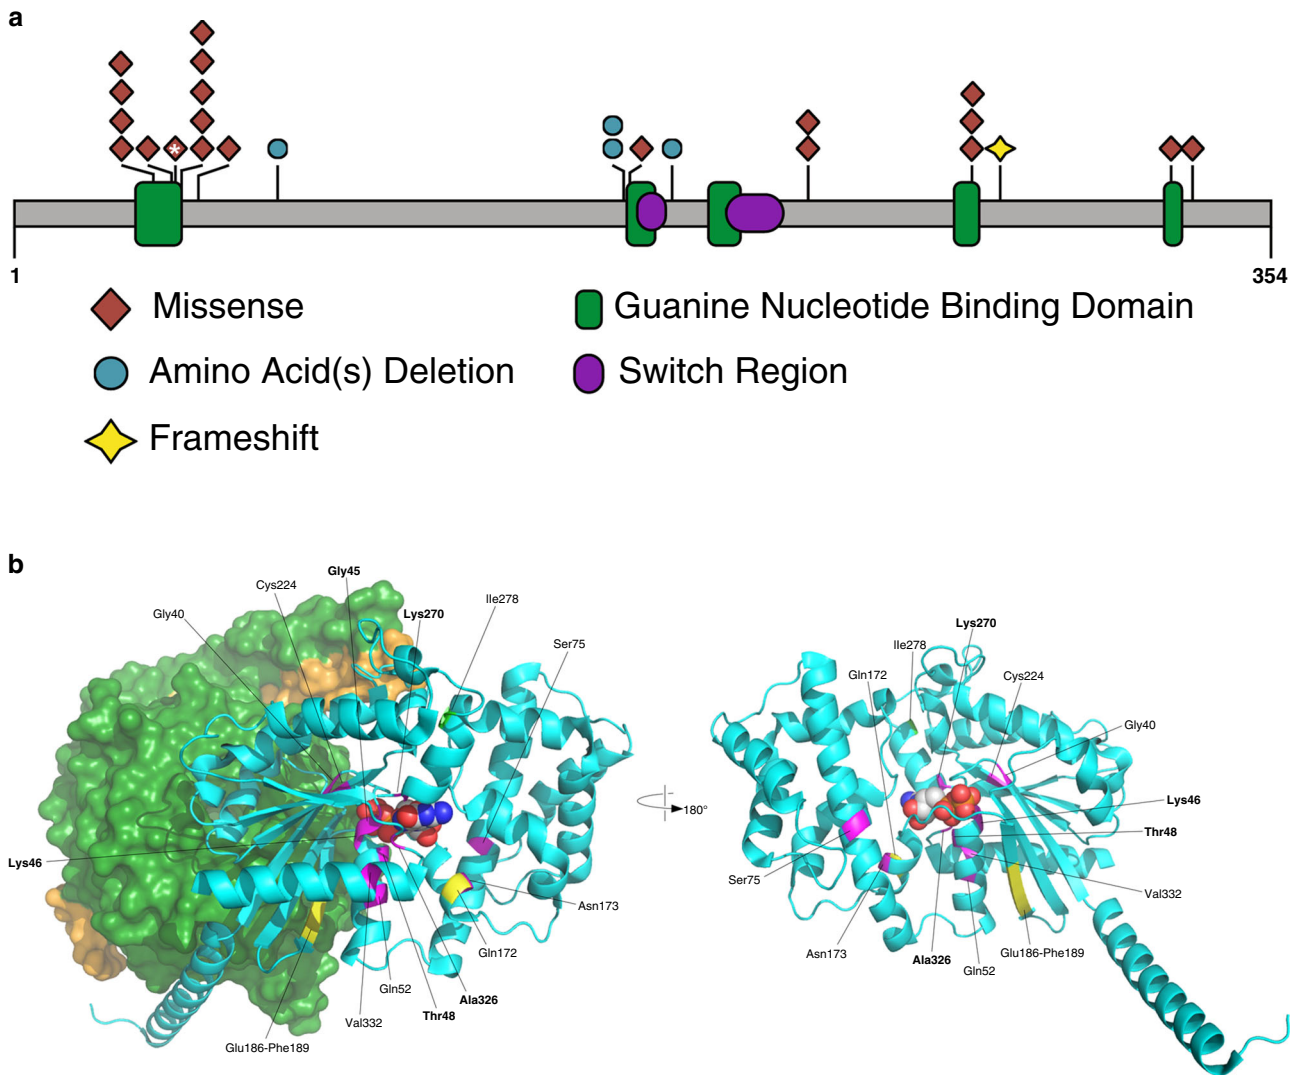 a
*
1
354
Missense
Guanine Nucleotide Binding Domain
Amino Acid(s) Deletion
Switch Region
Frameshift
b
Gly45
Cys224
Gly40
Lys270
Ile278
Ser75
Lys46
Asn173
Gln172
Gln52
Ala326
Thr48
Val332
Glu186-Phe189
180°
Lys270
Ile278
Gln172
Cys224
Gly40
Lys46
Thr48
Ser75
Val332
Asn173
Ala326
Gln52
Glu186-Phe189